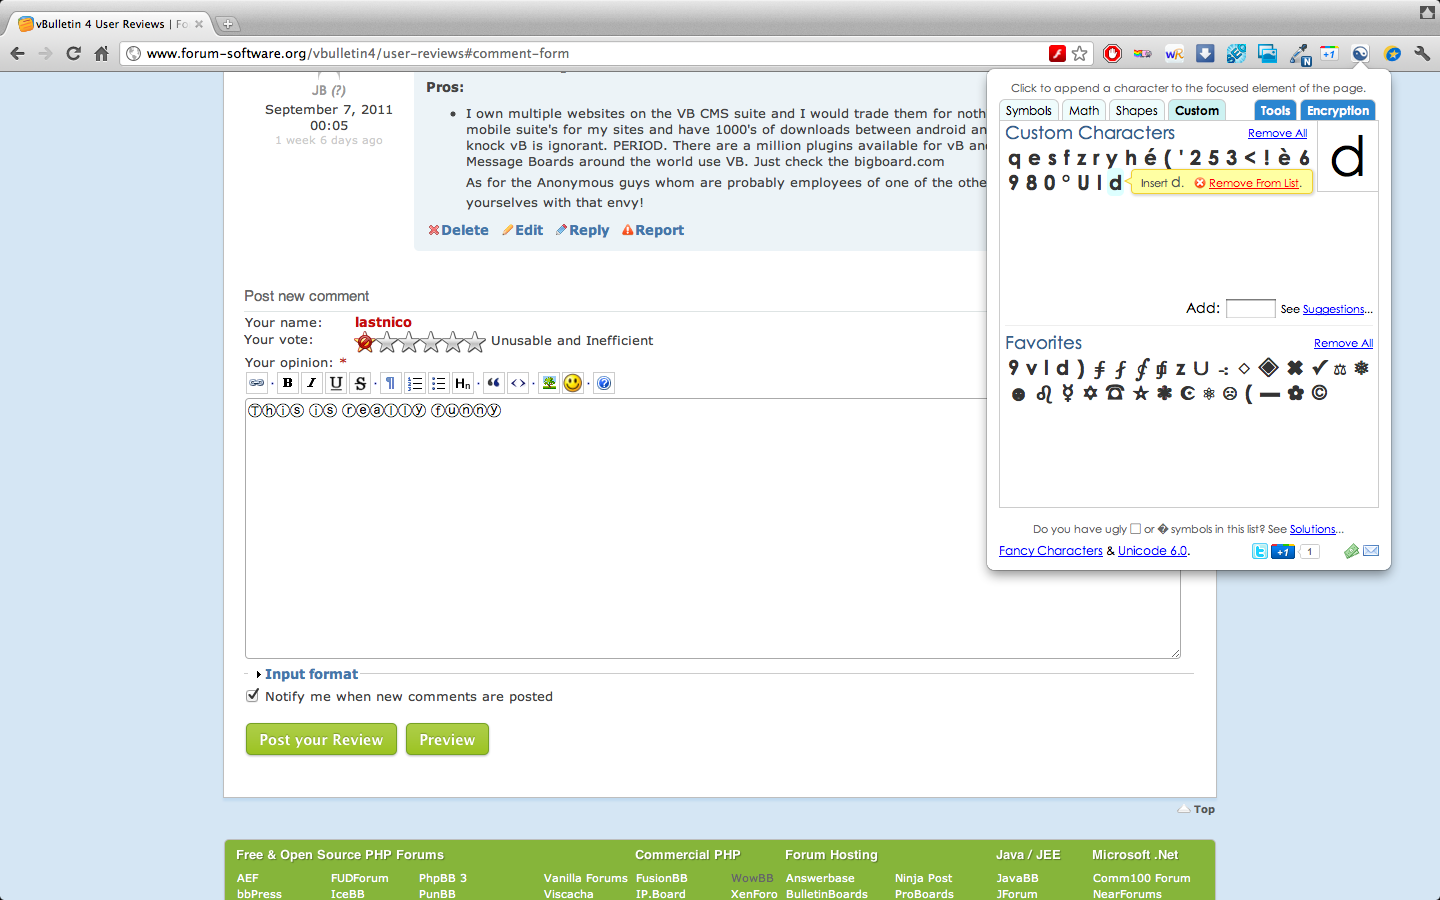 vBulletin 4 User Reviews | Fo
www.forum-software.org/vbulletin4/user-reviews#comment-form
JB (?)
September 7, 2011
00:05
1 week 6 days ago
Pros:
I own multiple websites on the VB CMS suite and I would trade them for noth
mobile suite's for my sites and have 1000's of downloads between android an
knock vB is ignorant. PERIOD. There are a million plugins available for vB and
Message Boards around the world use VB. Just check the bigboard.com
As for the Anonymous guys whom are probably employees of one of the othe
yourselves with that envy!
Delete Edit Reply Report
Post new comment
Your name: lastnico
Your vote: Unusable and Inefficient
Your opinion: *
B I U S ¶ Hn “ <> ?
Ⓣⓗⓘⓢ ⓘⓢ ⓡⓔⓐⓛⓛⓨ ⓕⓤⓝⓝⓨ
Input format
Notify me when new comments are posted
Post your Review Preview
Top
Free & Open Source PHP Forums Commercial PHP Forum Hosting Java / JEE Microsoft .Net
AEF FUDForum PhpBB 3 Vanilla Forums FusionBB WowBB Answerbase Ninja Post JavaBB Comm100 Forum
bbPress IceBB PunBB Viscacha IP.Board XenForo BulletinBoards ProBoards JForum NearForums
Click to append a character to the focused element of the page.
Symbols Math Shapes Custom Tools Encryption
Custom Characters Remove All
d
q e s f z r y h é ( ' 2 5 3 < ! è 6
9 8 0 ° U l d Insert d. Remove From List.
Add: See Suggestions...
Favorites Remove All
9 v l d ) ⨍ ⨍ ∮ ⨎ z ∪ -: ◇ ◈ ✖ ✓ ⚖ ❅
☻ ♌ ☿ ✡ ☎ ☆ ✱ ☪ ⚛ ☹ ( ▬ ✿ ©
Do you have ugly □ or � symbols in this list? See Solutions...
Fancy Characters & Unicode 6.0.
t +1 1